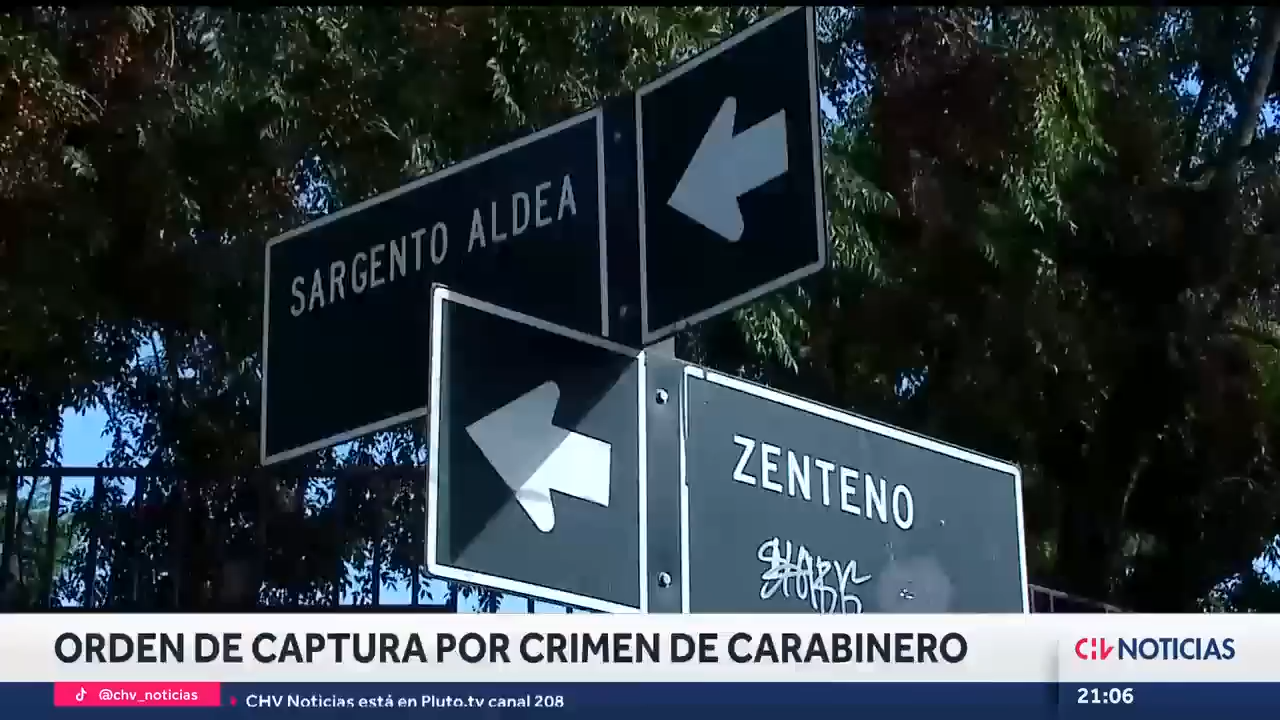 SARGENTO ALDEA
ZENTENO
ORDEN DE CAPTURA POR CRIMEN DE CARABINERO
CHV NOTICIAS
@chv_noticias
CHV Noticias está en Pluto.tv canal 208
21:06